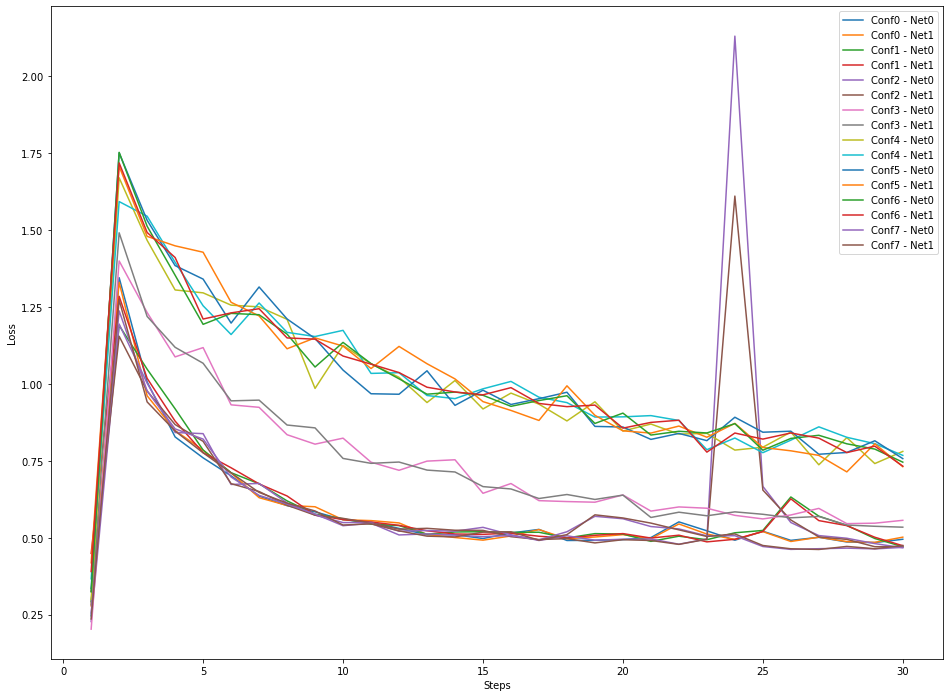 Conf0 - Net0
Conf0 - Net1
Conf1 - Net0
Conf1 - Net1
Conf2 - Net0
Conf2 - Net1
Conf3 - Net0
Conf3 - Net1
Conf4 - Net0
Conf4 - Net1
Conf5 - Net0
Conf5 - Net1
Conf6 - Net0
Conf6 - Net1
Conf7 - Net0
Conf7 - Net1
2.00
1.75
1.50
1.25
1.00
0.75
0.50
0.25
Loss
0 5 10 15 20 25 30
Steps